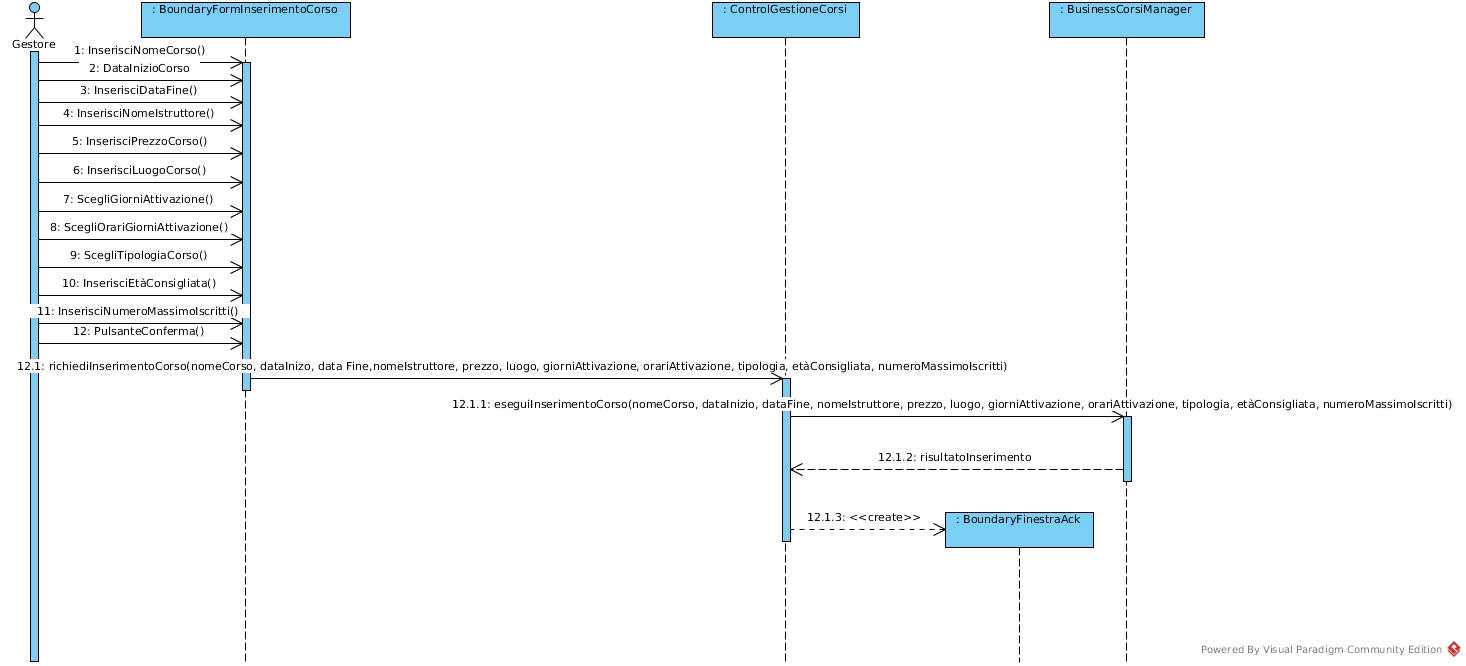 : BoundaryFormInserimentoCorso
: ControlGestioneCorsi
: BusinessCorsiManager
Gestore
1: InserisciNomeCorso()
2: DataInizioCorso
3: InserisciDataFine()
4: InserisciNomeIstruttore()
5: InserisciPrezzoCorso()
6: InserisciLuogoCorso()
7: ScegliGiorniAttivazione()
8: ScegliOrariGiorniAttivazione()
9: ScegliTipologiaCorso()
10: InserisciEtàConsigliata()
11: InserisciNumeroMassimoIscritti()
12: PulsanteConferma()
12.1: richiediInserimentoCorso(nomeCorso, dataInizo, data Fine,nomeIstruttore, prezzo, luogo, giorniAttivazione, orariAttivazione, tipologia, etàConsigliata, numeroMassimoIscritti)
12.1.1: eseguiInserimentoCorso(nomeCorso, dataInizio, dataFine, nomeIstruttore, prezzo, luogo, giorniAttivazione, orariAttivazione, tipologia, etàConsigliata, numeroMassimoIscritti)
12.1.2: risultatoInserimento
12.1.3: <<create>>
: BoundaryFinestraAck
Powered By Visual Paradigm Community Edition